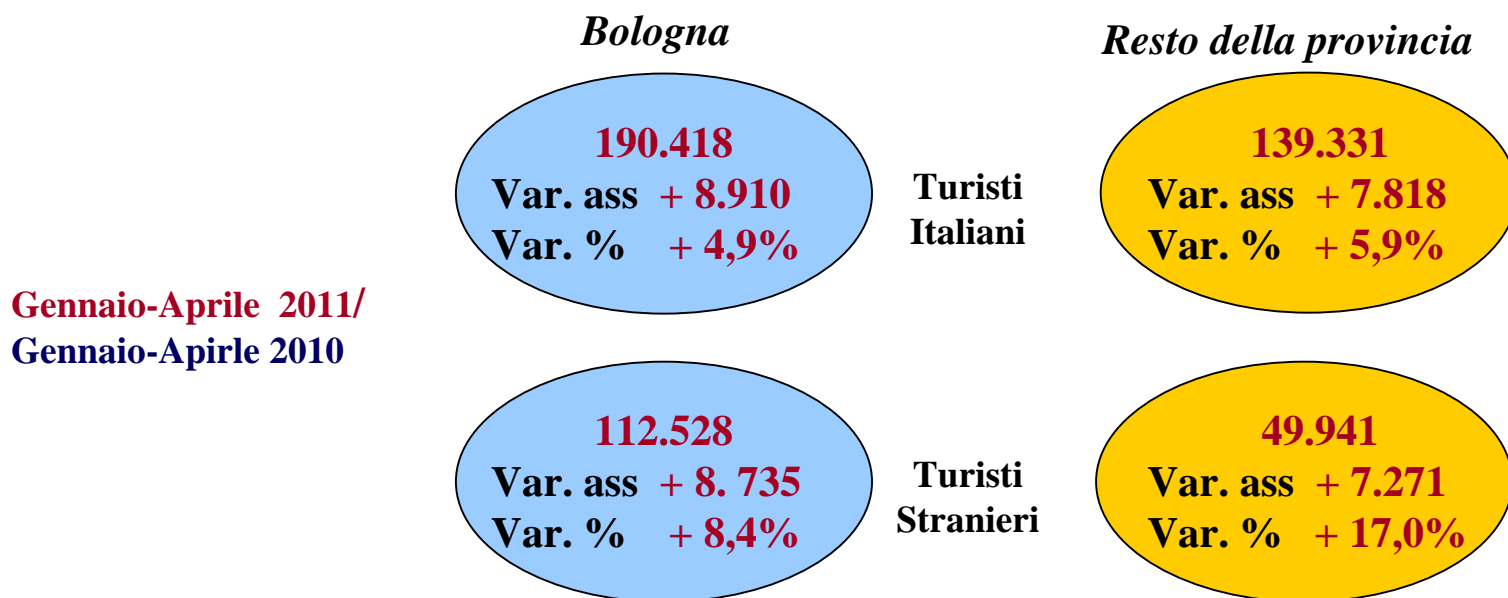 Bologna
Resto della provincia
190.418
Var. ass + 8.910
Var. % + 4,9%
Turisti
Italiani
139.331
Var. ass + 7.818
Var. % + 5,9%
Gennaio-Aprile 2011/
Gennaio-Apirle 2010
112.528
Var. ass + 8. 735
Var. % + 8,4%
Turisti
Stranieri
49.941
Var. ass + 7.271
Var. % + 17,0%